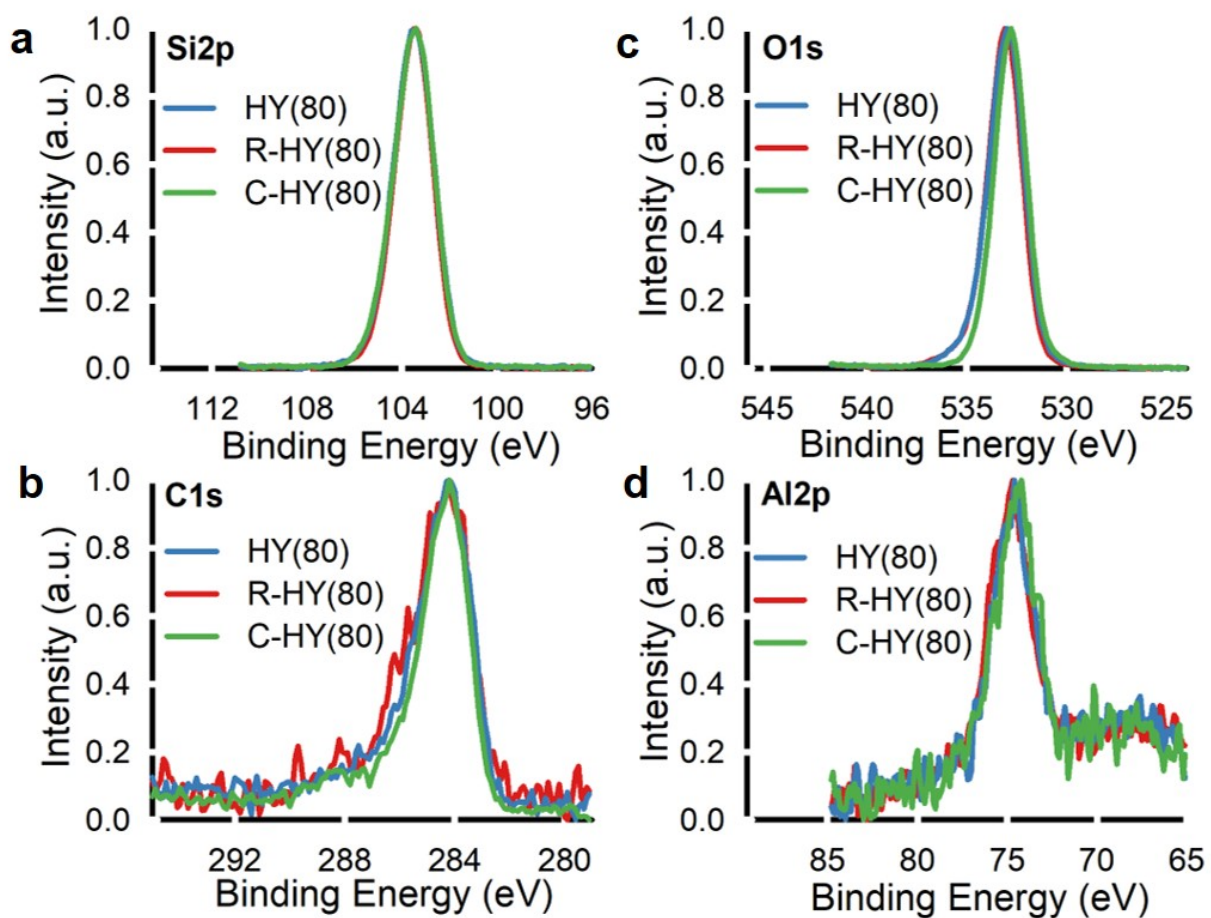 a
Si2p
HY(80)
R-HY(80)
C-HY(80)
Intensity (a.u.)
1.0
0.8
0.6
0.4
0.2
0.0
112 108 104 100 96
Binding Energy (eV)
c
O1s
HY(80)
R-HY(80)
C-HY(80)
Intensity (a.u.)
1.0
0.8
0.6
0.4
0.2
0.0
545 540 535 530 525
Binding Energy (eV)
b
C1s
HY(80)
R-HY(80)
C-HY(80)
Intensity (a.u.)
1.0
0.8
0.6
0.4
0.2
0.0
292 288 284 280
Binding Energy (eV)
d
Al2p
HY(80)
R-HY(80)
C-HY(80)
Intensity (a.u.)
1.0
0.8
0.6
0.4
0.2
0.0
85 80 75 70 65
Binding Energy (eV)